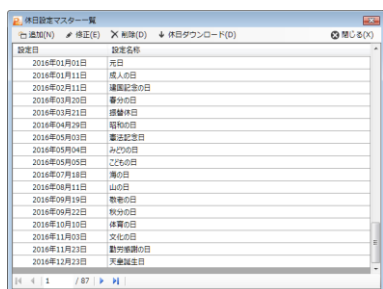 休日設定マスター一覧
追加(N) 修正(E) 削除(D) 休日ダウンロード(D) 閉じる(X)
設定日 設定名称
2016年01月01日 元日
2016年01月11日 成人の日
2016年02月11日 建国記念の日
2016年03月20日 春分の日
2016年03月21日 振替休日
2016年04月29日 昭和の日
2016年05月03日 憲法記念日
2016年05月04日 みどりの日
2016年05月05日 こどもの日
2016年07月18日 海の日
2016年08月11日 山の日
2016年09月19日 敬老の日
2016年09月22日 秋分の日
2016年10月10日 体育の日
2016年11月03日 文化の日
2016年11月23日 勤労感謝の日
2016年12月23日 天皇誕生日
1 / 87